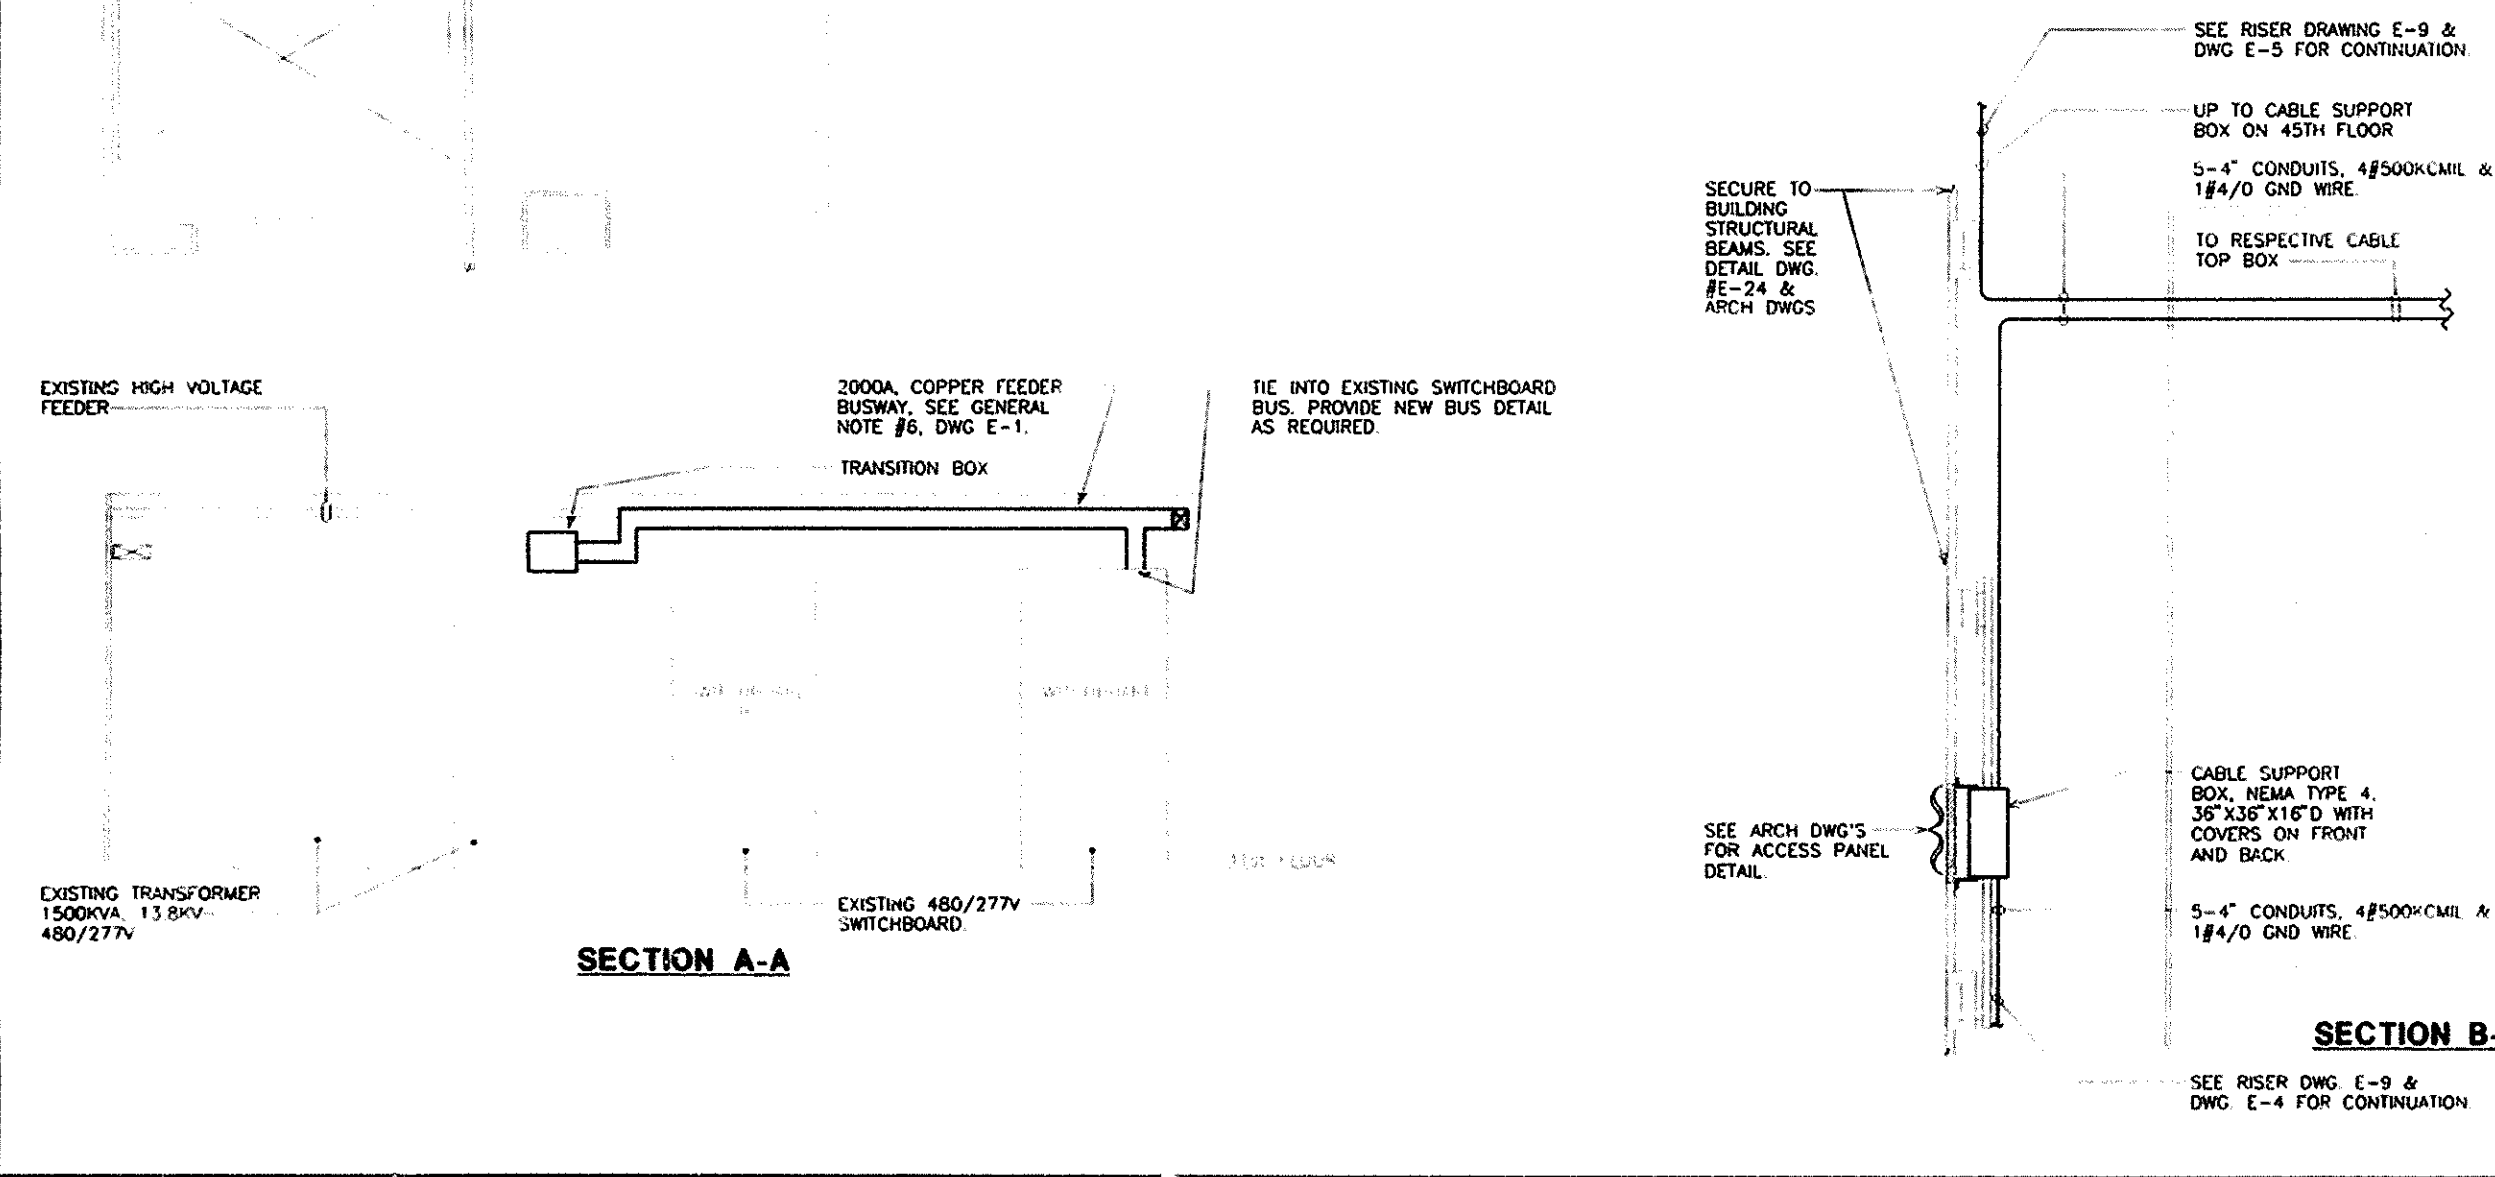 SEE RISER DRAWING E-9 &
DWG E-5 FOR CONTINUATION.
UP TO CABLE SUPPORT
BOX ON 45TH FLOOR
5-4" CONDUITS, 4#500KCMIL &
1#4/0 GND WIRE.
TO RESPECTIVE CABLE
TOP BOX
SECURE TO
BUILDING
STRUCTURAL
BEAMS. SEE
DETAIL DWG.
#E-24 &
ARCH DWGS
EXISTING HIGH VOLTAGE
FEEDER
2000A, COPPER FEEDER
BUSWAY, SEE GENERAL
NOTE #6, DWG E-1.
TRANSITION BOX
TIE INTO EXISTING SWITCHBOARD
BUS. PROVIDE NEW BUS DETAIL
AS REQUIRED.
EXISTING TRANSFORMER
1500KVA, 13.8KV-
480/277V
EXISTING 480/277V
SWITCHBOARD.
SECTION A-A
SEE ARCH DWG'S
FOR ACCESS PANEL
DETAIL.
CABLE SUPPORT
BOX, NEMA TYPE 4,
36"X36"X16"D WITH
COVERS ON FRONT
AND BACK.
5-4" CONDUITS, 4#500KCMIL &
1#4/0 GND WIRE.
SECTION B-
SEE RISER DWG. E-9 &
DWG. E-4 FOR CONTINUATION.